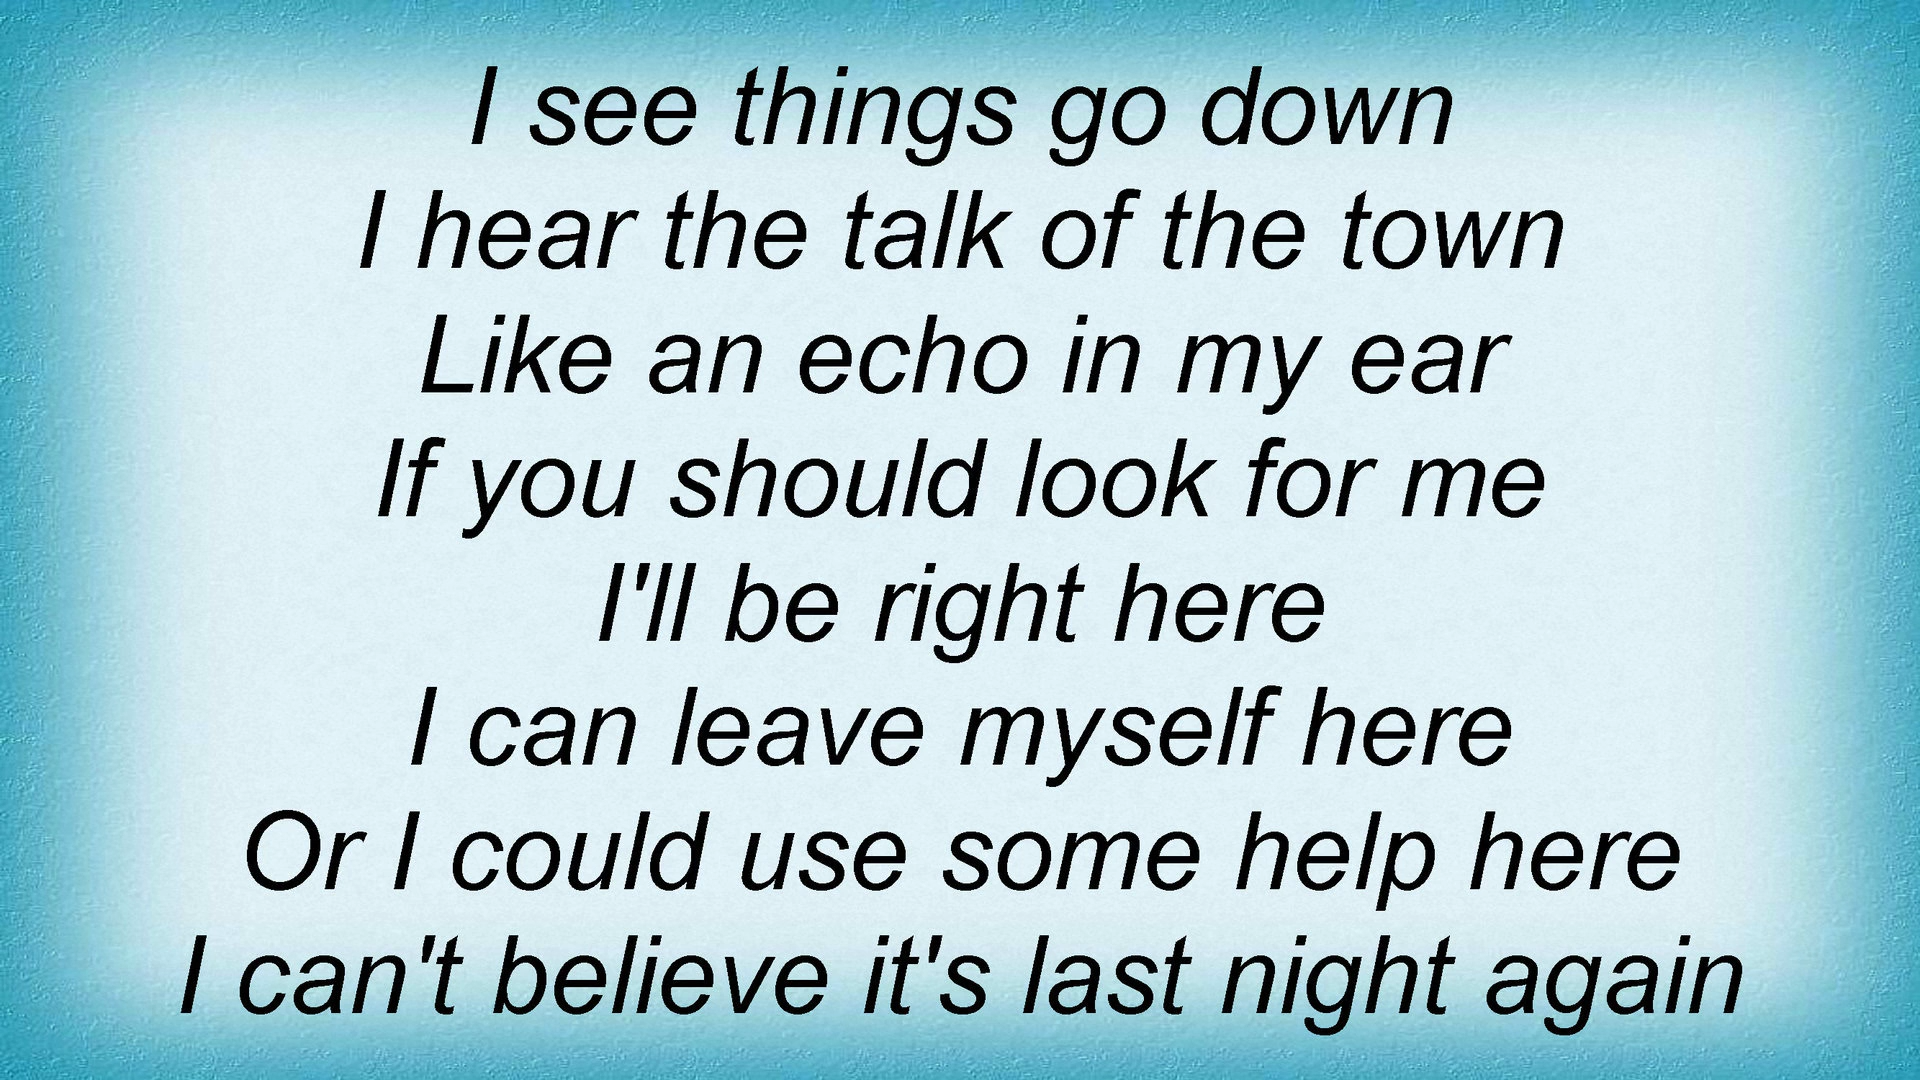 I see things go down
I hear the talk of the town
Like an echo in my ear
If you should look for me
I'll be right here
I can leave myself here
Or I could use some help here
I can't believe it's last night again